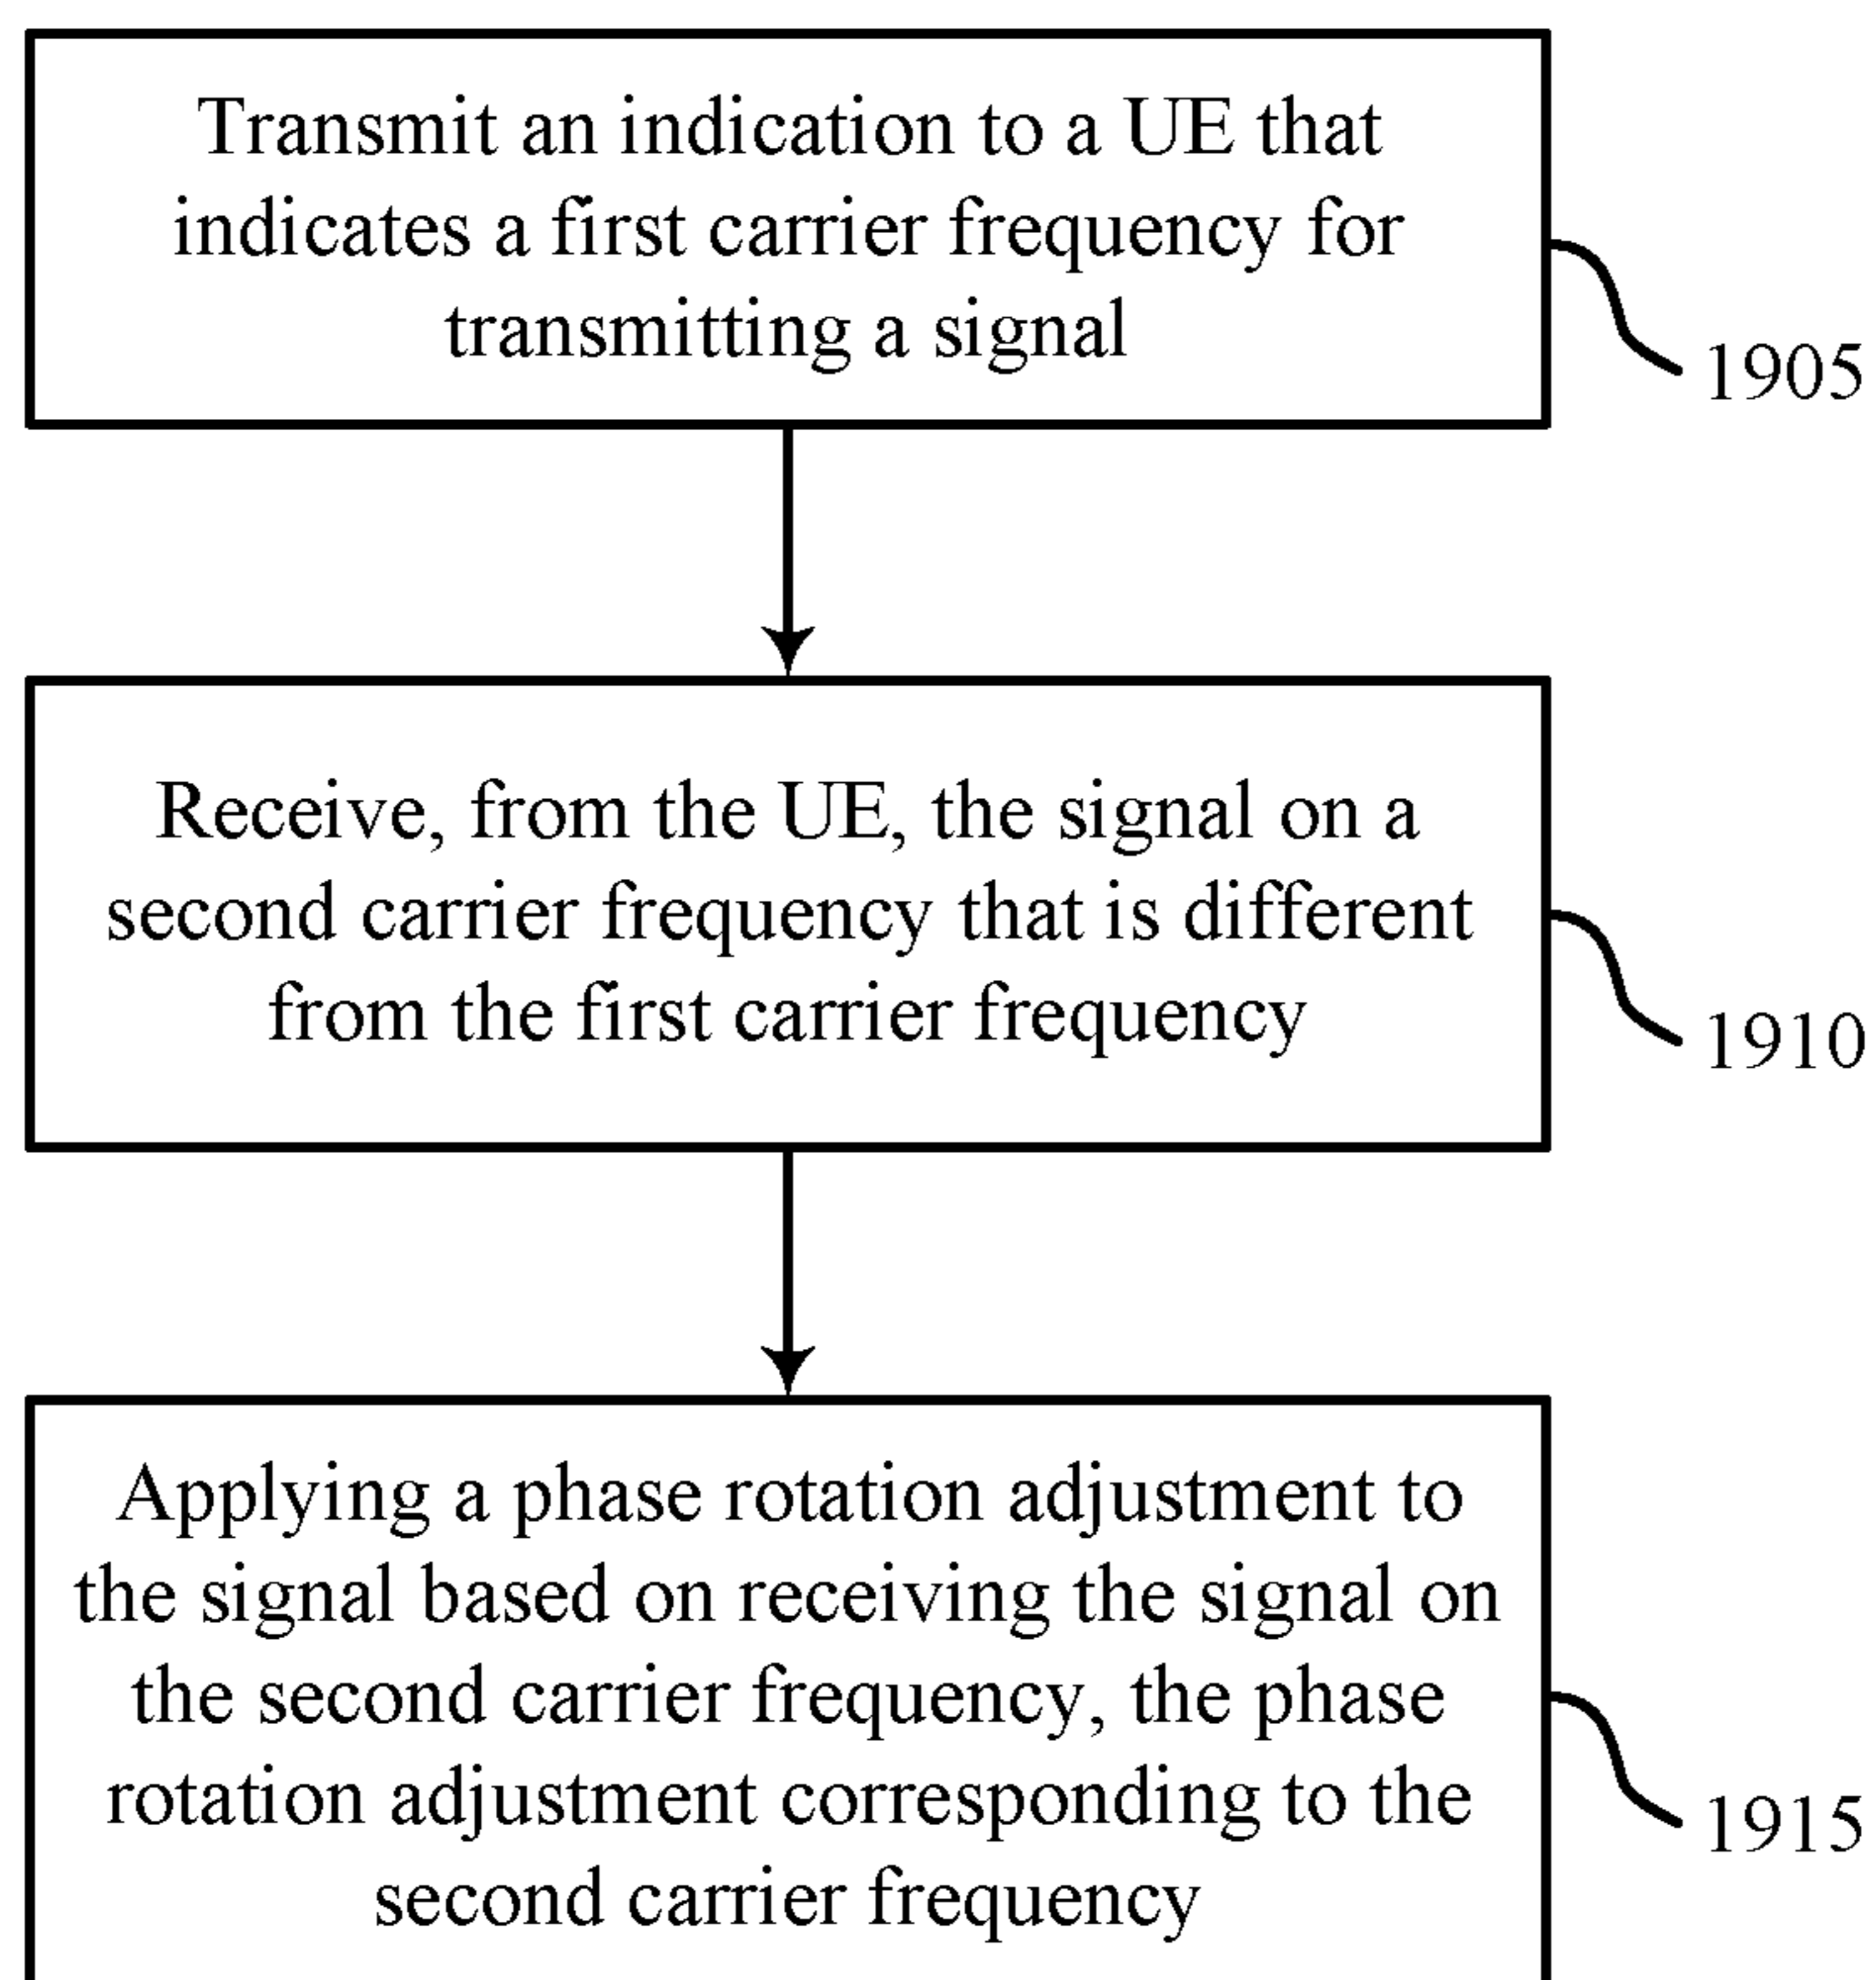 Transmit an indication to a UE that
indicates a first carrier frequency for
transmitting a signal
1905
Receive, from the UE, the signal on a
second carrier frequency that is different
from the first carrier frequency
1910
Applying a phase rotation adjustment to
the signal based on receiving the signal on
the second carrier frequency, the phase
rotation adjustment corresponding to the
second carrier frequency
1915